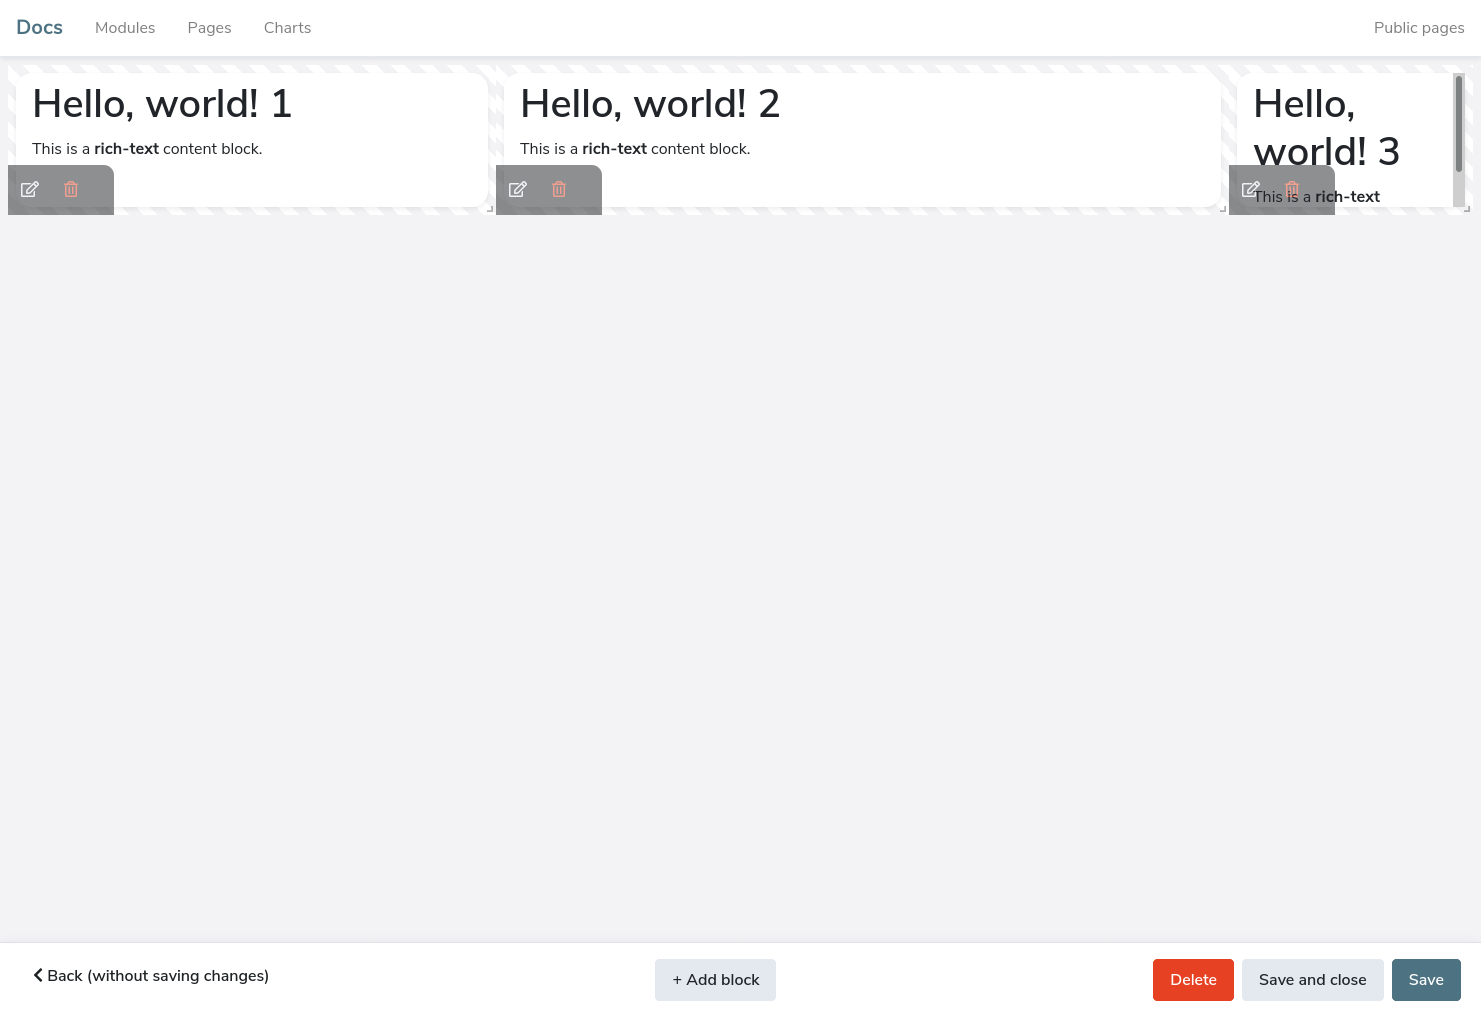 Docs Modules Pages Charts Public pages
Hello, world! 1
This is a rich-text content block.
Hello, world! 2
This is a rich-text content block.
Hello,
world! 3
This is a rich-text
Back (without saving changes)
+ Add block
Delete
Save and close
Save